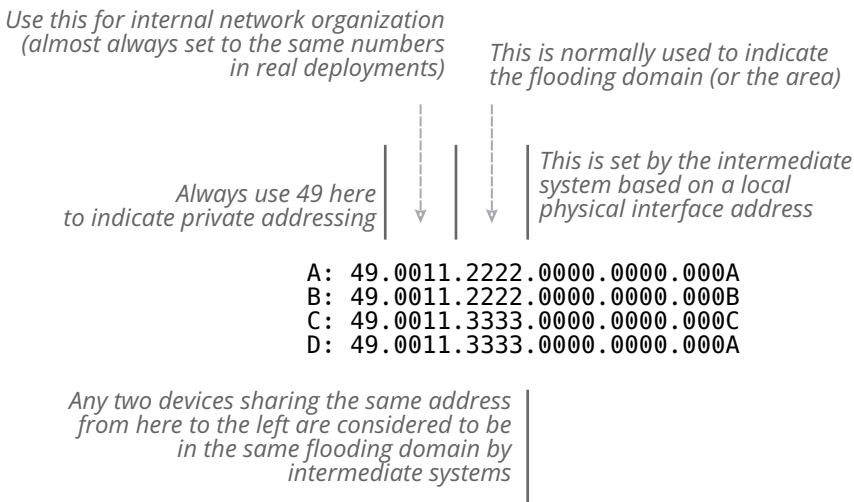 Use this for internal network organization
(almost always set to the same numbers
in real deployments)
This is normally used to indicate
the flooding domain (or the area)
Always use 49 here
to indicate private addressing
This is set by the intermediate
system based on a local
physical interface address
A: 49.0011.2222.0000.0000.000A
B: 49.0011.2222.0000.0000.000B
C: 49.0011.3333.0000.0000.000C
D: 49.0011.3333.0000.0000.000A
Any two devices sharing the same address
from here to the left are considered to be
in the same flooding domain by
intermediate systems